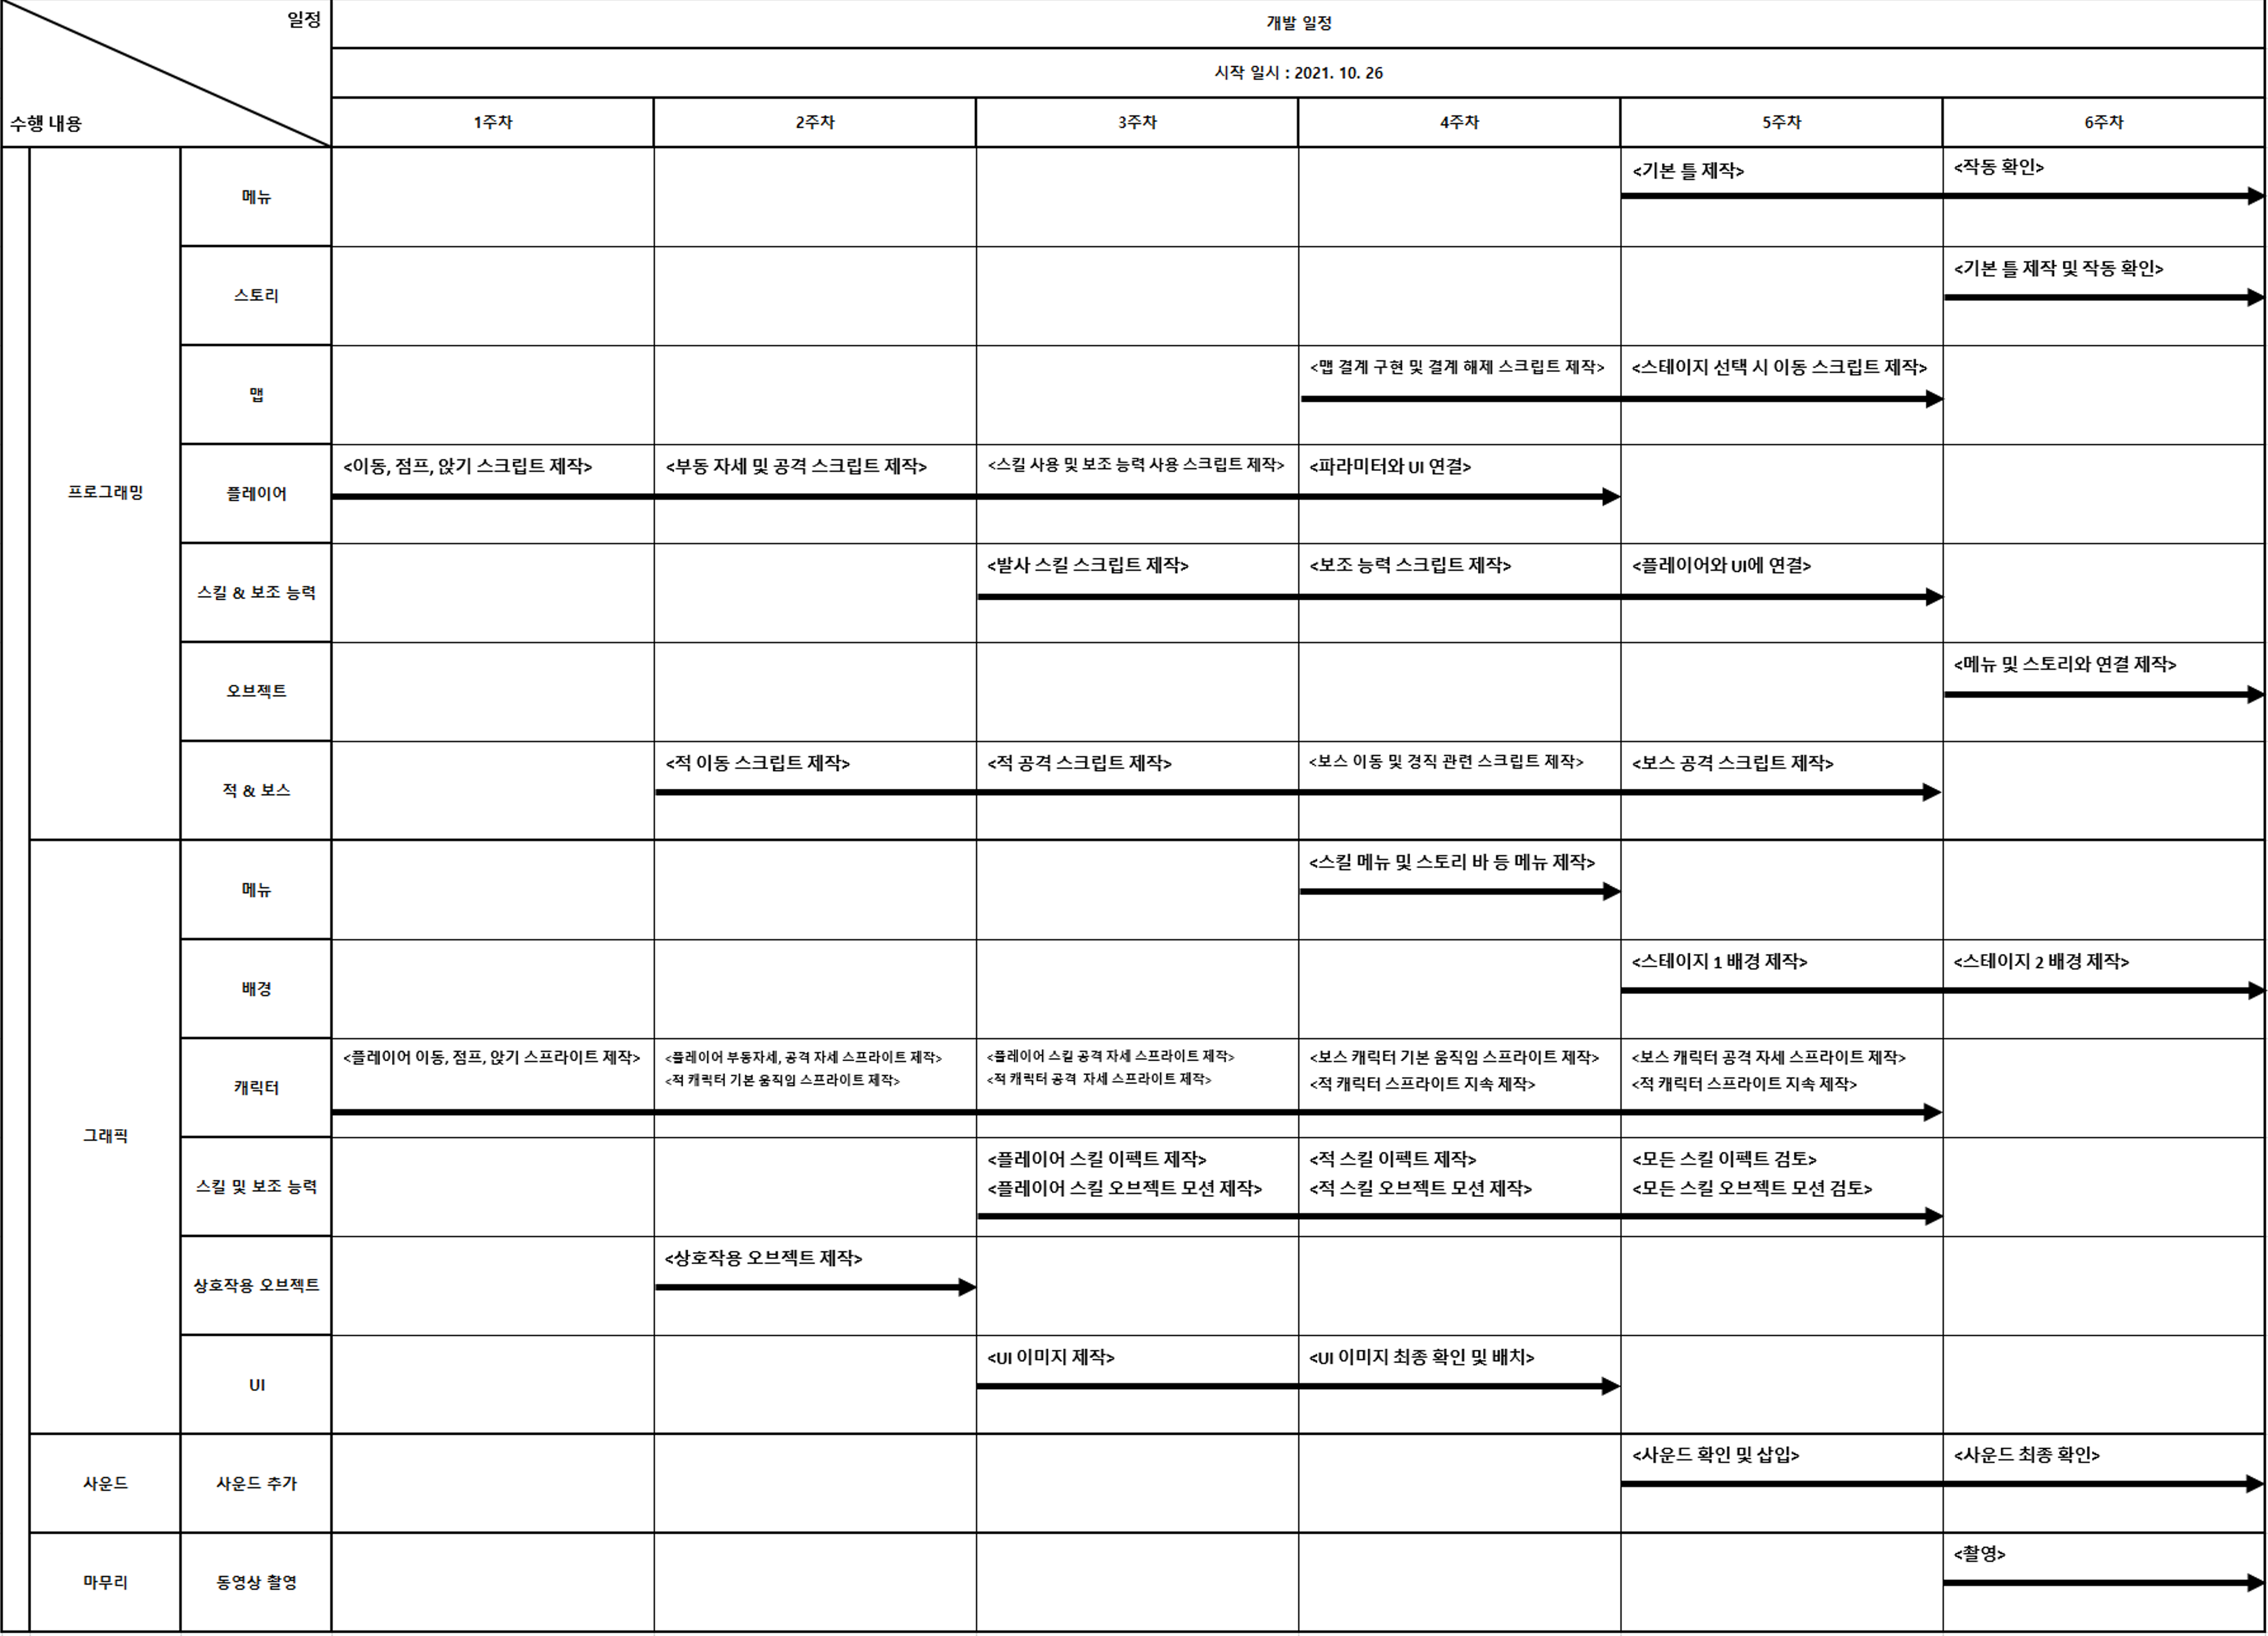 일정
수행 내용
개발 일정
시작 일시 : 2021. 10. 26
1주차
2주차
3주차
4주차
5주차
6주차
프로그래밍
메뉴
<기본 틀 제작>
<작동 확인>
스토리
<기본 틀 제작 및 작동 확인>
맵
<맵 결계 구현 및 결계 해제 스크립트 제작>
<스테이지 선택 시 이동 스크립트 제작>
플레이어
<이동, 점프, 앉기 스크립트 제작>
<부동 자세 및 공격 스크립트 제작>
<스킬 사용 및 보조 능력 사용 스크립트 제작>
<파라미터와 UI 연결>
스킬 & 보조 능력
<발사 스킬 스크립트 제작>
<보조 능력 스크립트 제작>
<플레이어와 UI에 연결>
오브젝트
<메뉴 및 스토리와 연결 제작>
적 & 보스
<적 이동 스크립트 제작>
<적 공격 스크립트 제작>
<보스 이동 및 경직 관련 스크립트 제작>
<보스 공격 스크립트 제작>
그래픽
메뉴
<스킬 메뉴 및 스토리 바 등 메뉴 제작>
배경
<스테이지 1 배경 제작>
<스테이지 2 배경 제작>
캐릭터
<플레이어 이동, 점프, 앉기 스프라이트 제작>
<플레이어 부동자세, 공격 자세 스프라이트 제작>
<적 캐릭터 기본 움직임 스프라이트 제작>
<플레이어 스킬 공격 자세 스프라이트 제작>
<적 캐릭터 공격 자세 스프라이트 제작>
<보스 캐릭터 기본 움직임 스프라이트 제작>
<적 캐릭터 스프라이트 지속 제작>
<보스 캐릭터 공격 자세 스프라이트 제작>
<적 캐릭터 스프라이트 지속 제작>
스킬 및 보조 능력
<플레이어 스킬 이펙트 제작>
<플레이어 스킬 오브젝트 모션 제작>
<적 스킬 이펙트 제작>
<적 스킬 오브젝트 모션 제작>
<모든 스킬 이펙트 검토>
<모든 스킬 오브젝트 모션 검토>
상호작용 오브젝트
<상호작용 오브젝트 제작>
UI
<UI 이미지 제작>
<UI 이미지 최종 확인 및 배치>
사운드
사운드 추가
<사운드 확인 및 삽입>
<사운드 최종 확인>
마무리
동영상 촬영
<촬영>